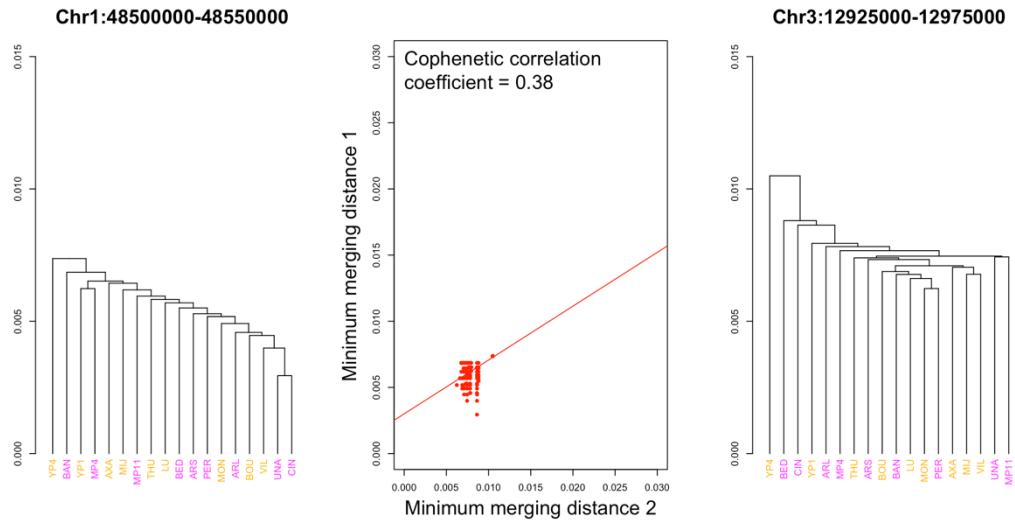 Chr1:48500000-48550000
0.015
0.010
0.005
0.000
YP4 BAN YP1 MP4 AXA MIJ MP11 THU LU BED ARS PER MON ARL BOU VIL UNA CIN
Cophenetic correlation
coefficient = 0.38
Minimum merging distance 1
0.030
0.025
0.020
0.015
0.010
0.005
0.000
0.000 0.005 0.010 0.015 0.020 0.025 0.030
Minimum merging distance 2
Chr3:12925000-12975000
0.015
0.010
0.005
0.000
YP4 BED CIN YP1 ARL MP4 THU ARS BOU BAN LU MON PER AXA MIJ VIL UNA MP11